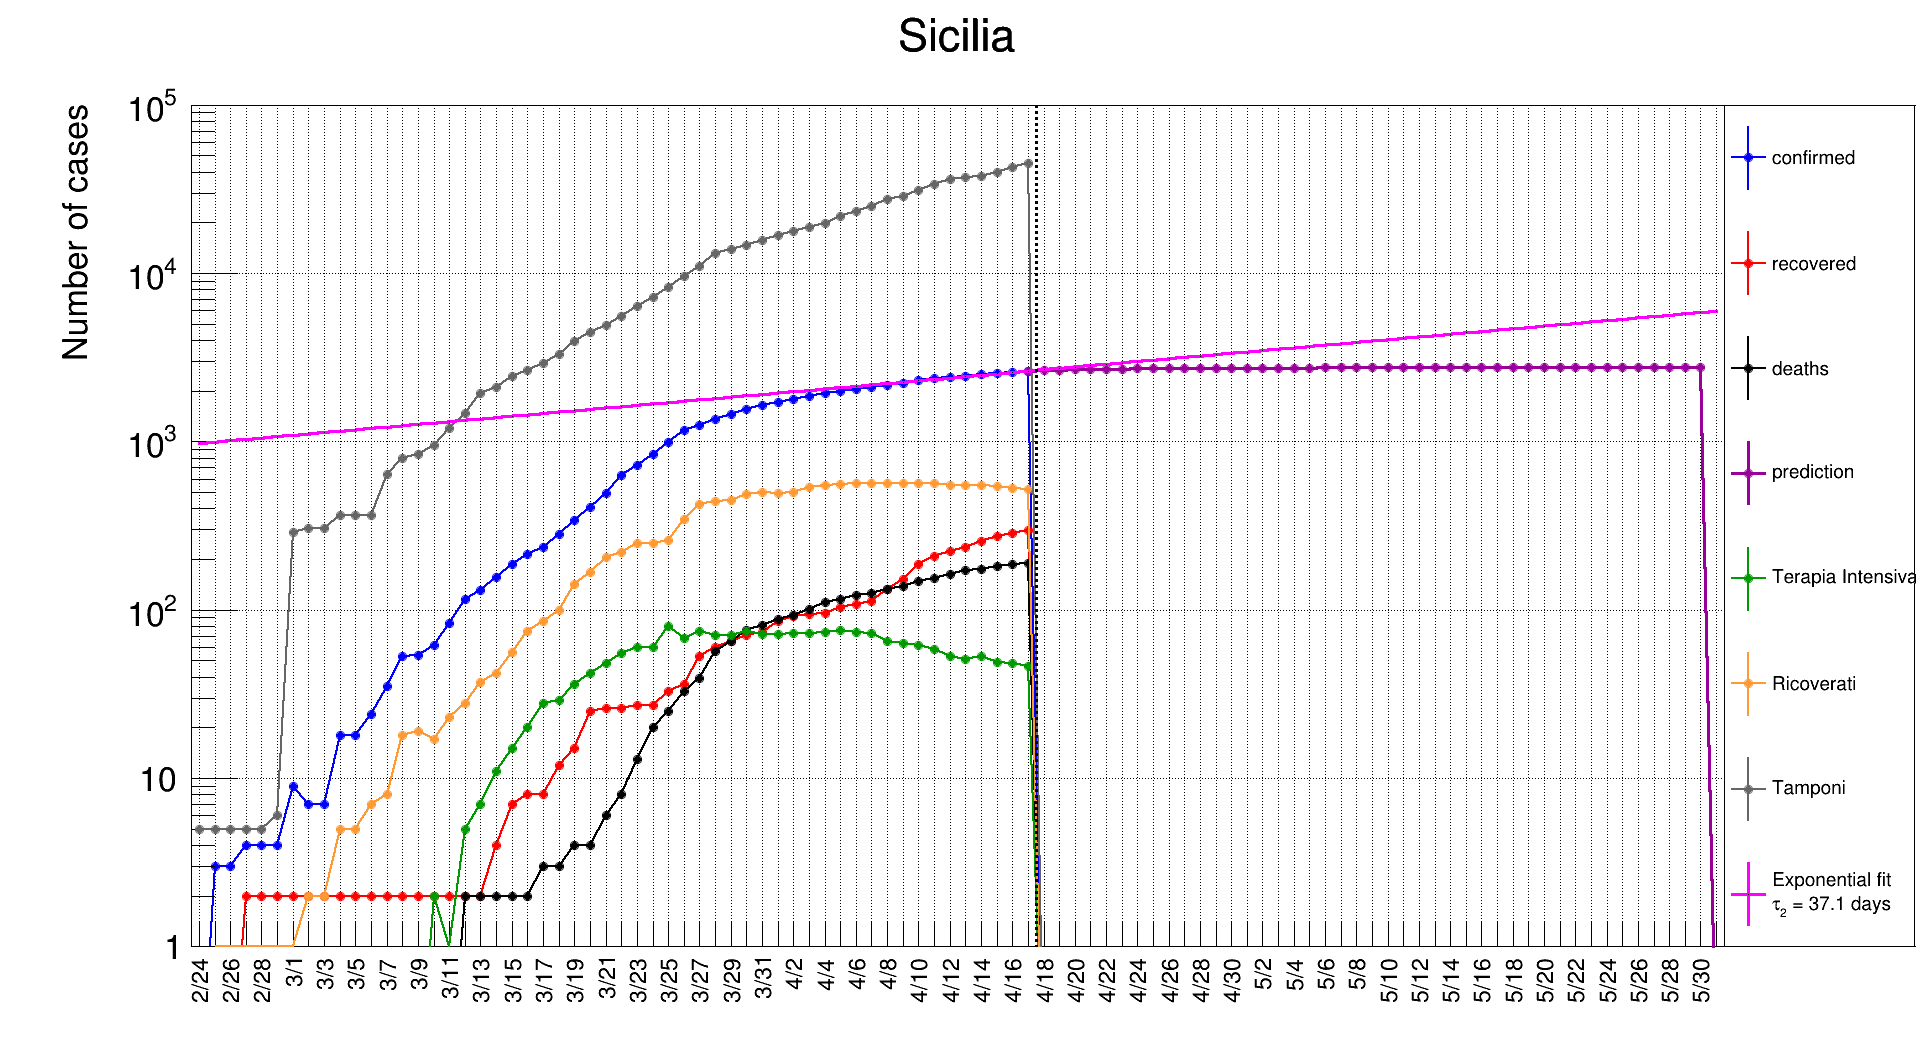 Sicilia
Number of cases
10^5
10^4
10^3
10^2
10
1
2/24 2/26 2/28 3/1 3/3 3/5 3/7 3/9 3/11 3/13 3/15 3/17 3/19 3/21 3/23 3/25 3/27 3/29 3/31 4/2 4/4 4/6 4/8 4/10 4/12 4/14 4/16 4/18 4/20 4/22 4/24 4/26 4/28 4/30 5/2 5/4 5/6 5/8 5/10 5/12 5/14 5/16 5/18 5/20 5/22 5/24 5/26 5/28 5/30
confirmed
recovered
deaths
prediction
Terapia Intensiva
Ricoverati
Tamponi
Exponential fit
τ₂ = 37.1 days